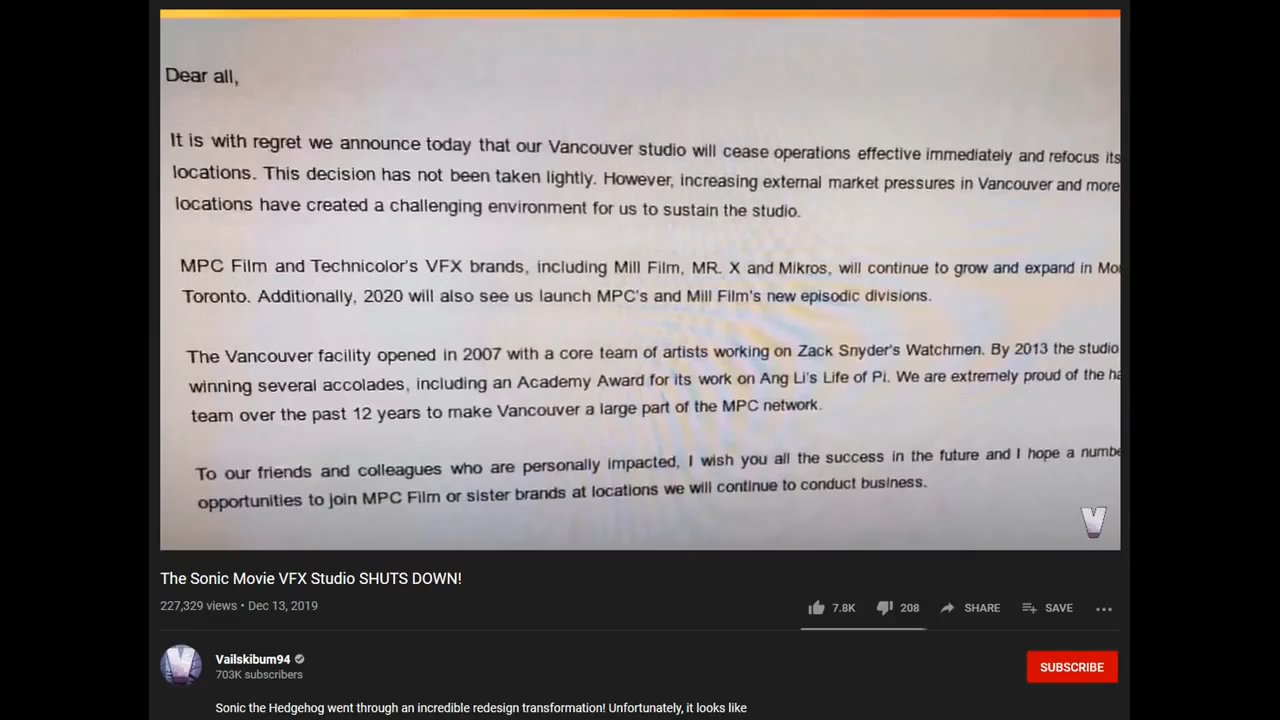 Dear all,
It is with regret we announce today that our Vancouver studio will cease operations effective immediately and refocus its
locations. This decision has not been taken lightly. However, increasing external market pressures in Vancouver and more
locations have created a challenging environment for us to sustain the studio.
MPC Film and Technicolor's VFX brands, including Mill Film, MR. X and Mikros, will continue to grow and expand in
Toronto. Additionally, 2020 will also see us launch MPC's and Mill Film's new episodic divisions.
The Vancouver facility opened in 2007 with a core team of artists working on Zack Snyder's Watchmen. By 2013 the studio
winning several accolades, including an Academy Award for its work on Ang Li's Life of Pi. We are extremely proud of the
team over the past 12 years to make Vancouver a large part of the MPC network.
To our friends and colleagues who are personally impacted, I wish you all the success in the future and I hope a
opportunities to join MPC Film or sister brands at locations we will continue to conduct business.
V
The Sonic Movie VFX Studio SHUTS DOWN!
227,329 views • Dec 13, 2019
7.8K 208 SHARE SAVE
Vailskibum94
703K subscribers
SUBSCRIBE
Sonic the Hedgehog went through an incredible redesign transformation! Unfortunately, it looks like